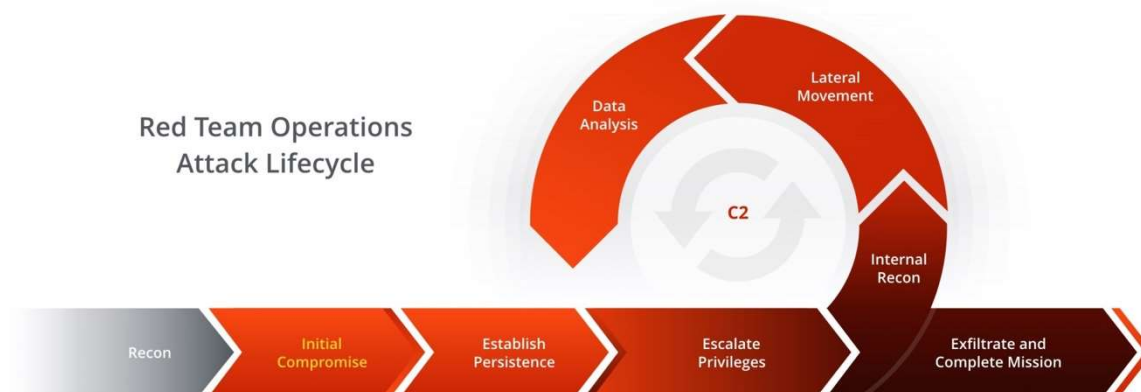 Red Team Operations
Attack Lifecycle
Data
Analysis
Lateral
Movement
C2
Internal
Recon
Recon
Initial
Compromise
Establish
Persistence
Escalate
Privileges
Exfiltrate and
Complete Mission